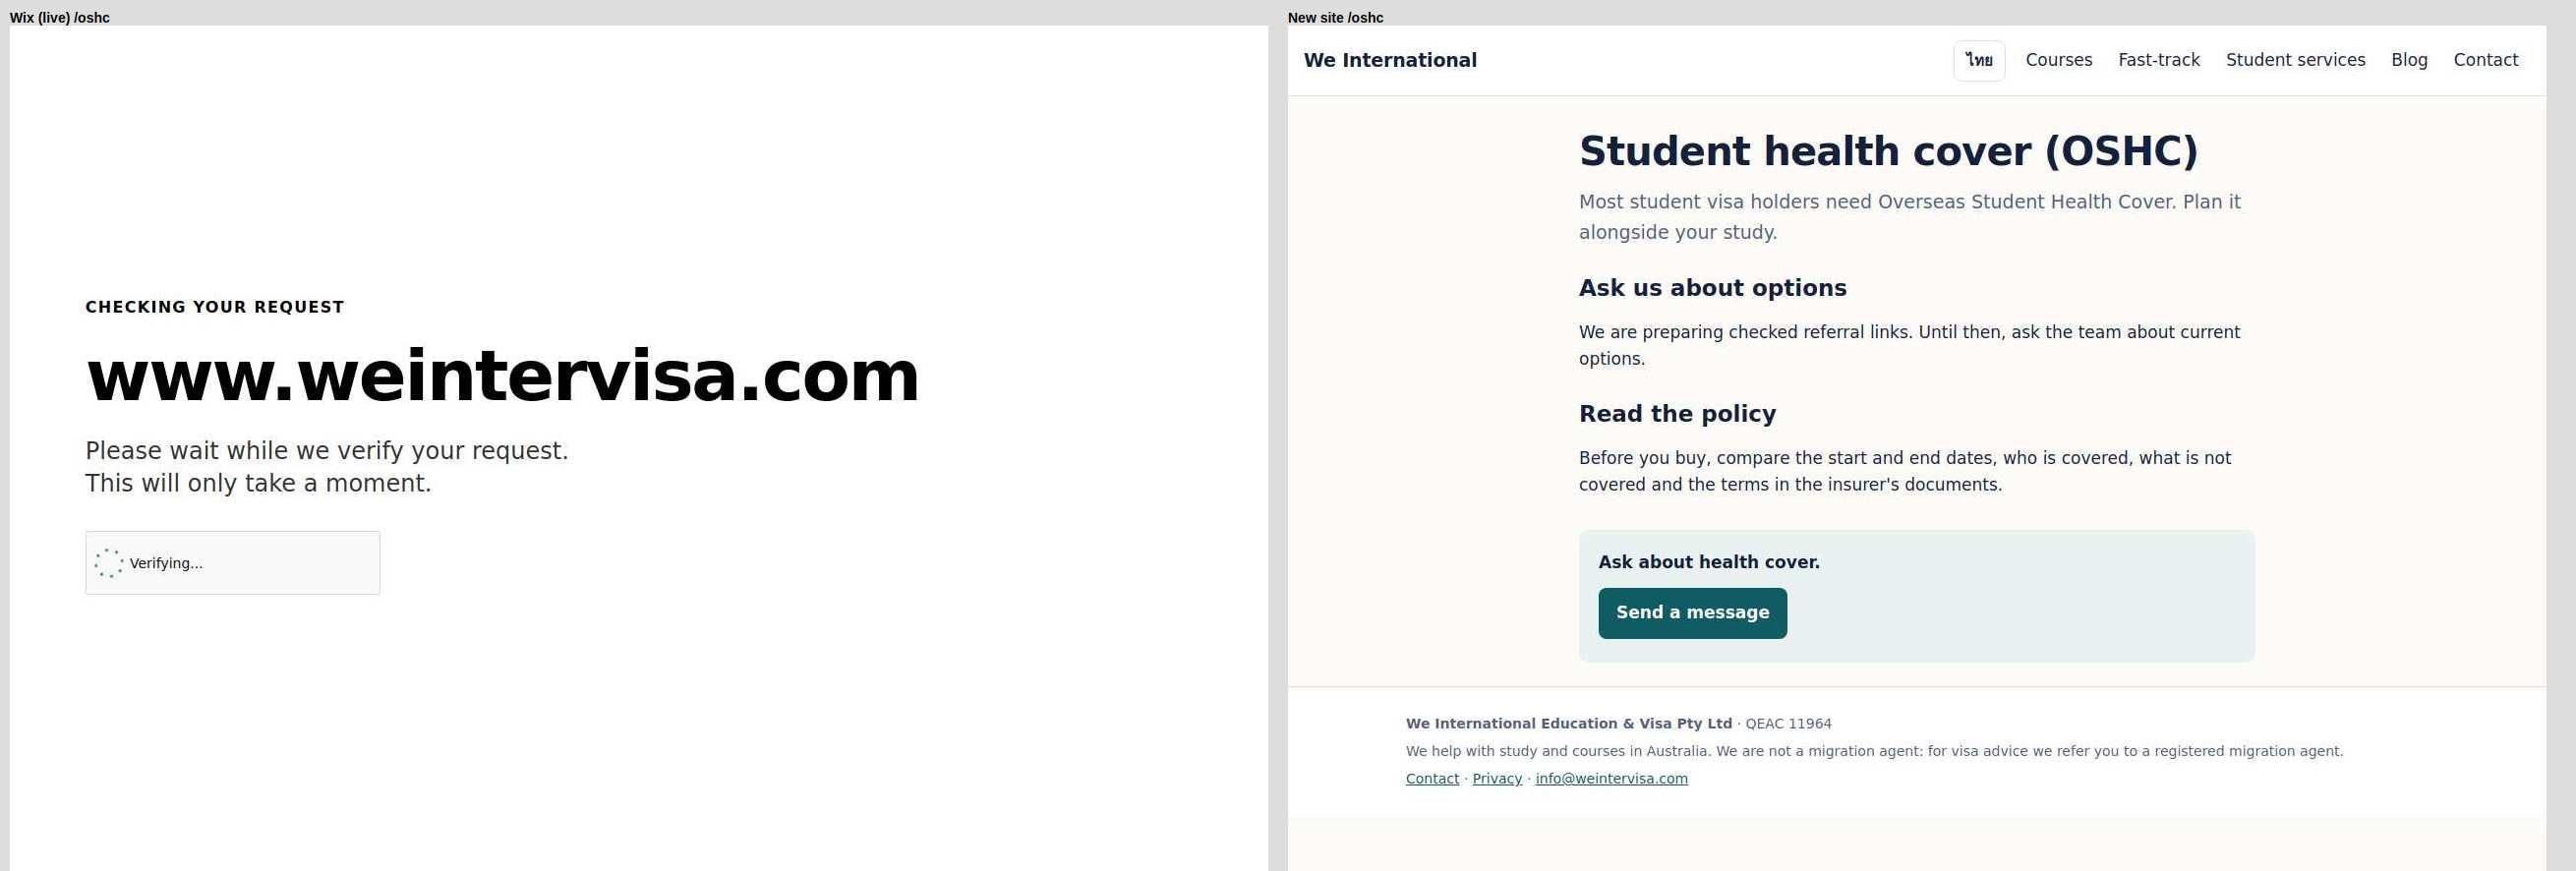 Wix (live) /oshc
CHECKING YOUR REQUEST
www.weintervisa.com
Please wait while we verify your request.
This will only take a moment.
Verifying...
New site /oshc
We International
ไทย
Courses
Fast-track
Student services
Blog
Contact
Student health cover (OSHC)
Most student visa holders need Overseas Student Health Cover. Plan it
alongside your study.
Ask us about options
We are preparing checked referral links. Until then, ask the team about current
options.
Read the policy
Before you buy, compare the start and end dates, who is covered, what is not
covered and the terms in the insurer's documents.
Ask about health cover.
Send a message
We International Education & Visa Pty Ltd · QEAC 11964
We help with study and courses in Australia. We are not a migration agent: for visa advice we refer you to a registered migration agent.
Contact · Privacy · info@weintervisa.com